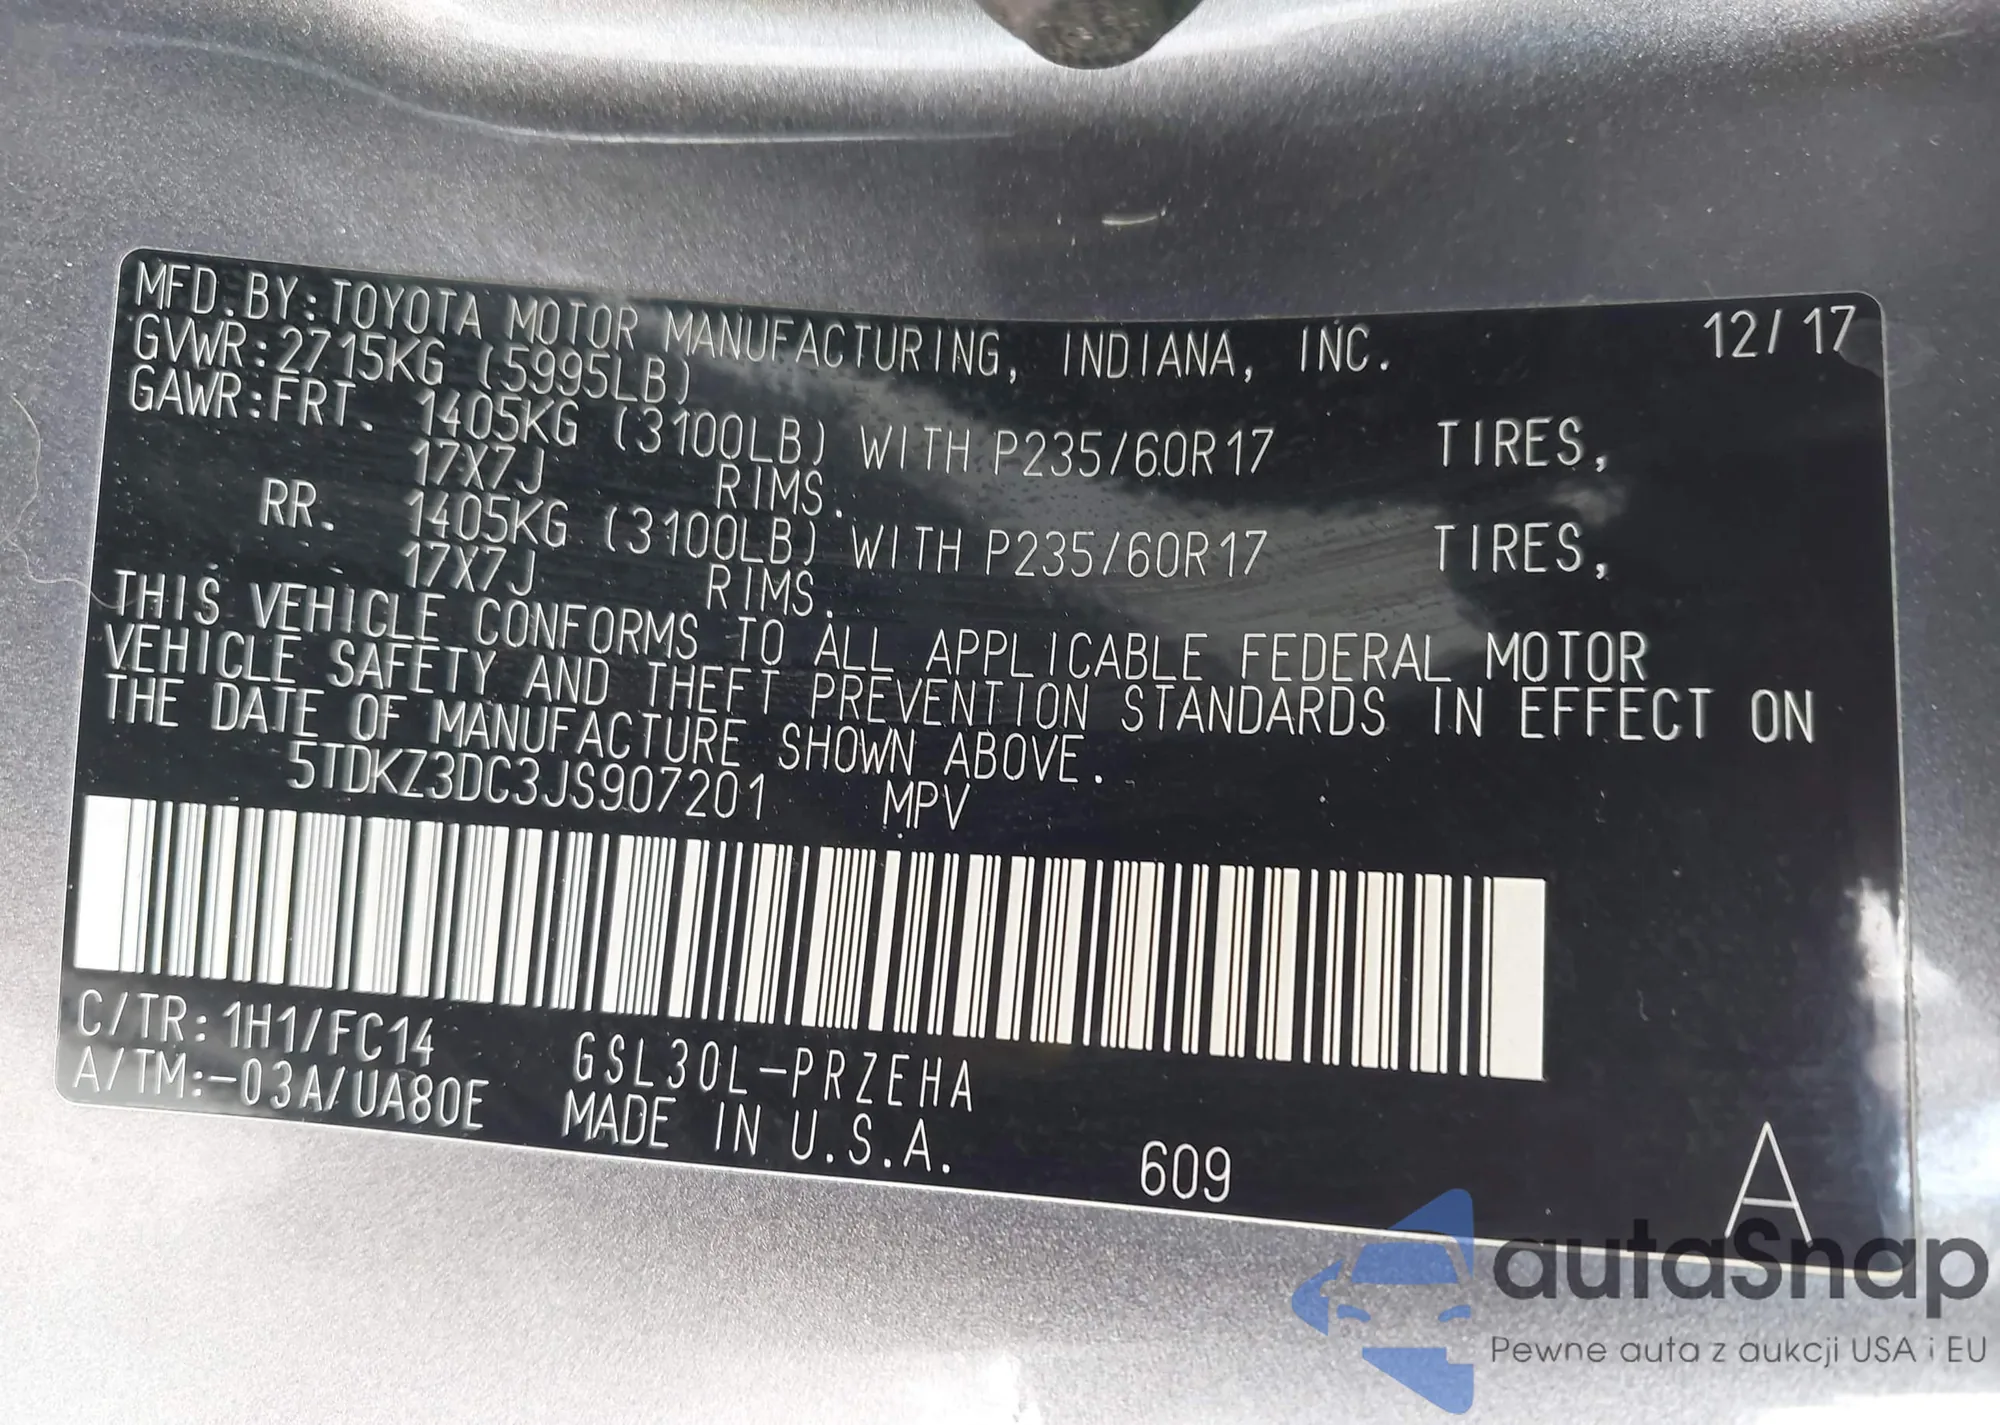 MFD.BY:TOYOTA MOTOR MANUFACTURING, INDIANA, INC. 12/17
GVWR:2715KG (5995LB)
GAWR:FRT. 1405KG (3100LB) WITH P235/60R17 TIRES,
17X7J RIMS.
RR. 1405KG (3100LB) WITH P235/60R17 TIRES,
17X7J RIMS.
THIS VEHICLE CONFORMS TO ALL APPLICABLE FEDERAL MOTOR
VEHICLE SAFETY AND THEFT PREVENTION STANDARDS IN EFFECT ON
THE DATE OF MANUFACTURE SHOWN ABOVE.
5TDKZ3DC3JS907201 MPV
C/TR:1H1/FC14 GSL30L-PRZEHA
A/TM:-03A/UA80E MADE IN U.S.A. 609 A
autaSnap
Pewne auta z aukcji USA i EU